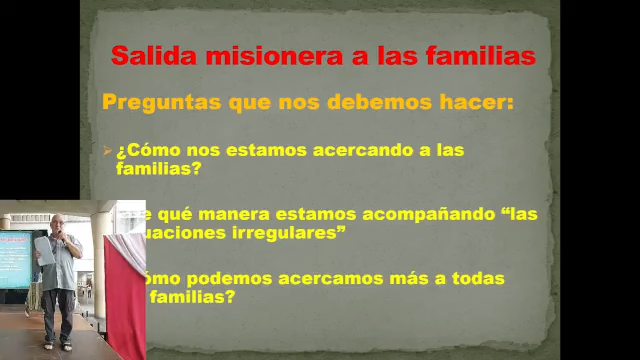 Salida misionera a las familias
Preguntas que nos debemos hacer:
¿Cómo nos estamos acercando a las
familias?
qué manera estamos acompañando “las
irregulares”
podemos acercamos más a todas
familias?